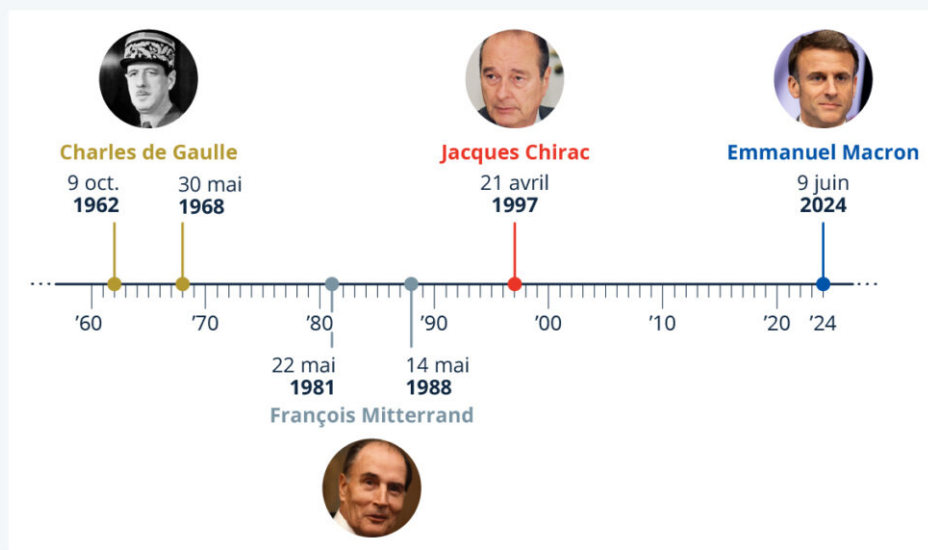 Charles de Gaulle
9 oct.
1962
30 mai
1968
Jacques Chirac
21 avril
1997
Emmanuel Macron
9 juin
2024
’60
’70
’80
’90
’00
’10
’20
’24
22 mai
1981
14 mai
1988
François Mitterrand